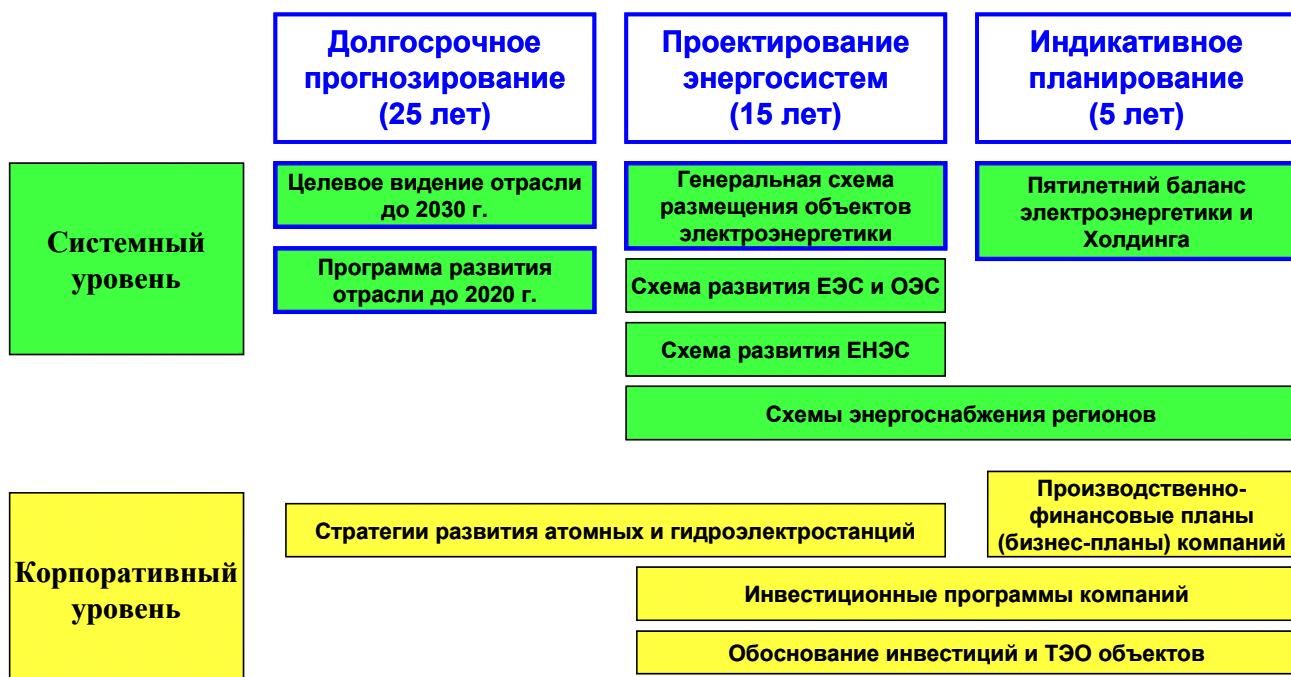 Долгосрочное
прогнозирование
(25 лет)
Проектирование
энергосистем
(15 лет)
Индикативное
планирование
(5 лет)
Системный
уровень
Целевое видение отрасли
до 2030 г.
Программа развития
отрасли до 2020 г.
Генеральная схема
размещения объектов
электроэнергетики
Схема развития ЕЭС и ОЭС
Схема развития ЕНЭС
Пятилетний баланс
электроэнергетики и
Холдинга
Схемы энергоснабжения регионов
Корпоративный
уровень
Стратегии развития атомных и гидроэлектростанций
Производственно-
финансовые планы
(бизнес-планы) компаний
Инвестиционные программы компаний
Обоснование инвестиций и ТЭО объектов